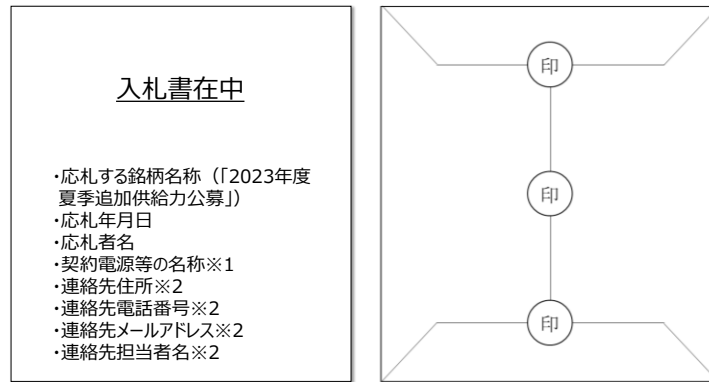 入札書在中
・応札する銘柄名称（「2023年度
夏季追加供給力公募」）
・応札年月日
・応札者名
・契約電源等の名称※1
・連絡先住所※2
・連絡先電話番号※2
・連絡先メールアドレス※2
・連絡先担当者名※2
印
印
印